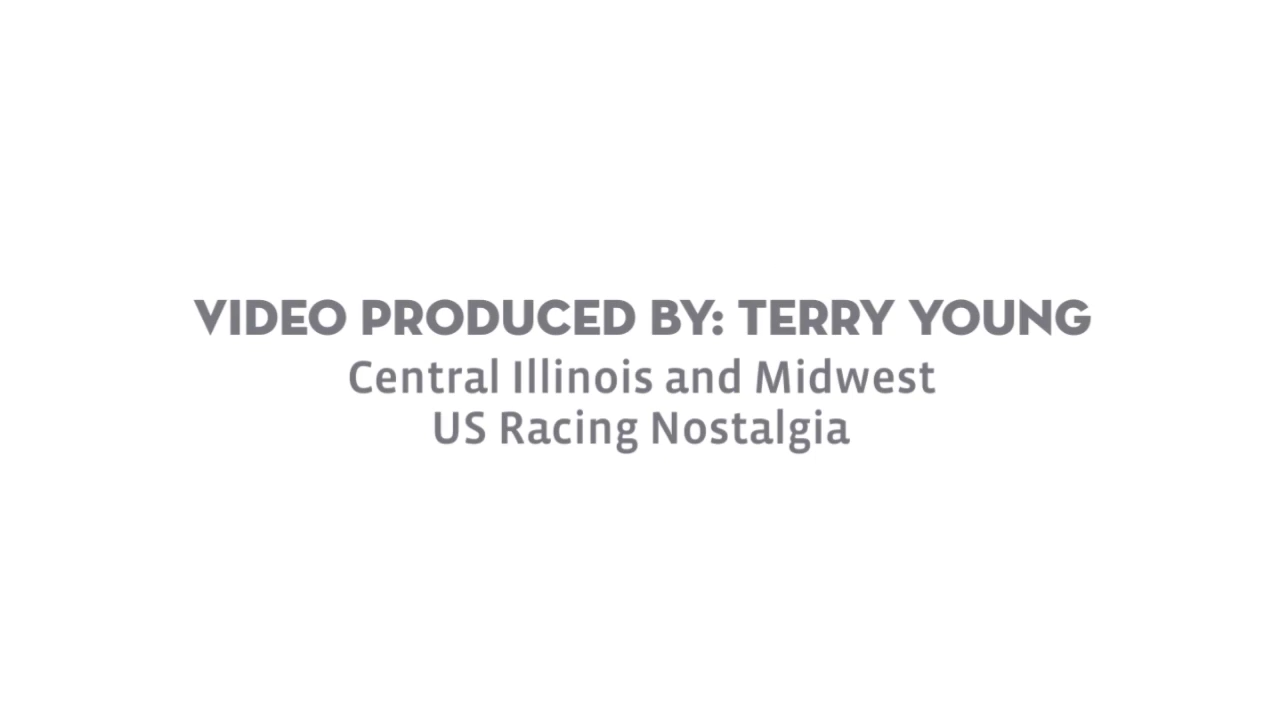 VIDEO PRODUCED BY: TERRY YOUNG
Central Illinois and Midwest
US Racing Nostalgia